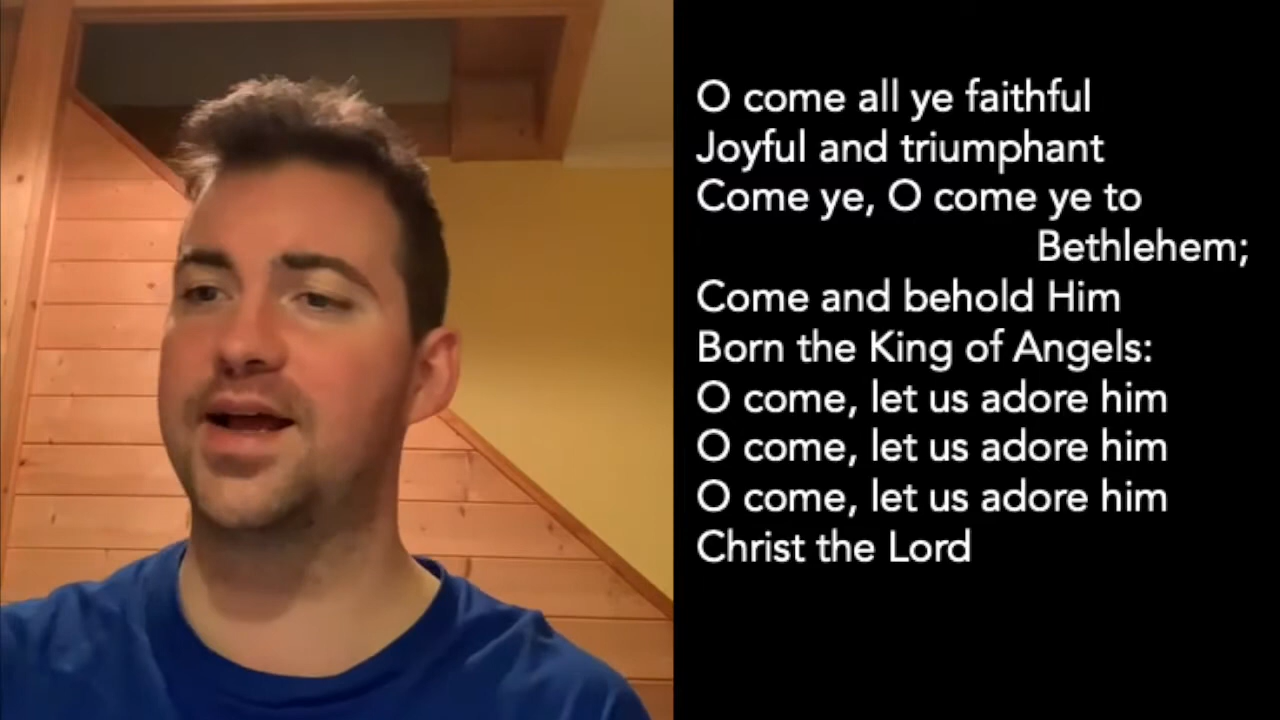 O come all ye faithful
Joyful and triumphant
Come ye, O come ye to
Bethlehem;
Come and behold Him
Born the King of Angels:
O come, let us adore him
O come, let us adore him
O come, let us adore him
Christ the Lord